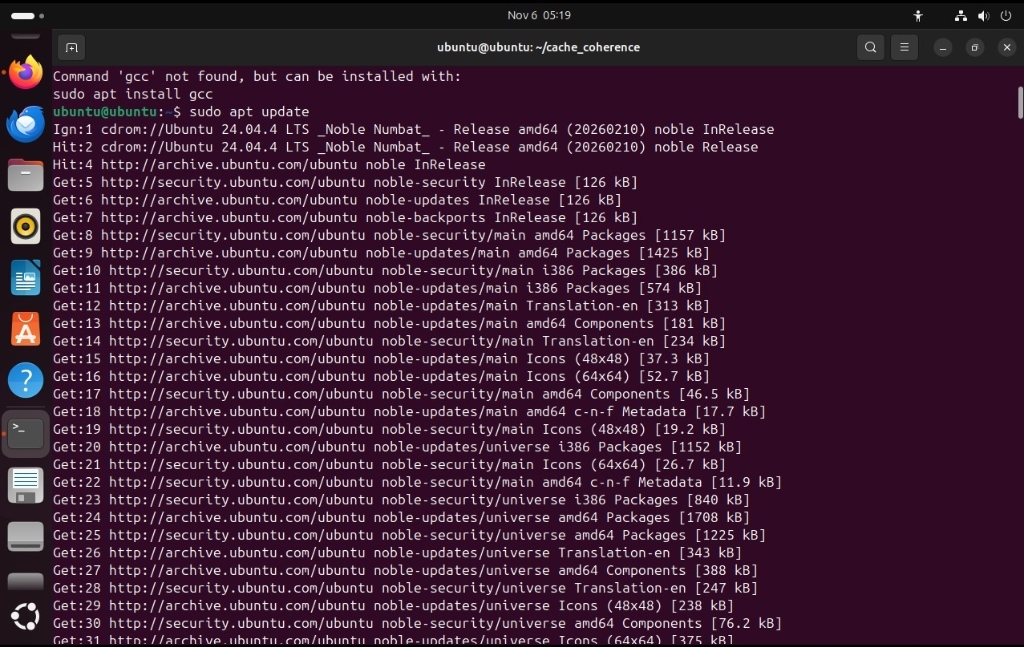 Nov 6 05:19
ubuntu@ubuntu: ~/cache_coherence
Command 'gcc' not found, but can be installed with:
sudo apt install gcc
ubuntu@ubuntu:~$ sudo apt update
Ign:1 cdrom://Ubuntu 24.04.4 LTS _Noble Numbat_ - Release amd64 (20260210) noble InRelease
Hit:2 cdrom://Ubuntu 24.04.4 LTS _Noble Numbat_ - Release amd64 (20260210) noble Release
Hit:4 http://archive.ubuntu.com/ubuntu noble InRelease
Get:5 http://security.ubuntu.com/ubuntu noble-security InRelease [126 kB]
Get:6 http://archive.ubuntu.com/ubuntu noble-updates InRelease [126 kB]
Get:7 http://archive.ubuntu.com/ubuntu noble-backports InRelease [126 kB]
Get:8 http://security.ubuntu.com/ubuntu noble-security/main amd64 Packages [1157 kB]
Get:9 http://archive.ubuntu.com/ubuntu noble-updates/main amd64 Packages [1425 kB]
Get:10 http://security.ubuntu.com/ubuntu noble-security/main i386 Packages [386 kB]
Get:11 http://archive.ubuntu.com/ubuntu noble-updates/main i386 Packages [574 kB]
Get:12 http://archive.ubuntu.com/ubuntu noble-updates/main Translation-en [313 kB]
Get:13 http://archive.ubuntu.com/ubuntu noble-updates/main amd64 Components [181 kB]
Get:14 http://security.ubuntu.com/ubuntu noble-security/main Translation-en [234 kB]
Get:15 http://archive.ubuntu.com/ubuntu noble-updates/main Icons (48x48) [37.3 kB]
Get:16 http://archive.ubuntu.com/ubuntu noble-updates/main Icons (64x64) [52.7 kB]
Get:17 http://security.ubuntu.com/ubuntu noble-security/main amd64 Components [46.5 kB]
Get:18 http://archive.ubuntu.com/ubuntu noble-updates/main amd64 c-n-f Metadata [17.7 kB]
Get:19 http://security.ubuntu.com/ubuntu noble-security/main Icons (48x48) [19.2 kB]
Get:20 http://archive.ubuntu.com/ubuntu noble-updates/universe i386 Packages [1152 kB]
Get:21 http://security.ubuntu.com/ubuntu noble-security/main Icons (64x64) [26.7 kB]
Get:22 http://security.ubuntu.com/ubuntu noble-security/main amd64 c-n-f Metadata [11.9 kB]
Get:23 http://security.ubuntu.com/ubuntu noble-security/universe i386 Packages [840 kB]
Get:24 http://archive.ubuntu.com/ubuntu noble-updates/universe amd64 Packages [1708 kB]
Get:25 http://security.ubuntu.com/ubuntu noble-security/universe amd64 Packages [1225 kB]
Get:26 http://archive.ubuntu.com/ubuntu noble-updates/universe Translation-en [343 kB]
Get:27 http://archive.ubuntu.com/ubuntu noble-updates/universe amd64 Components [388 kB]
Get:28 http://security.ubuntu.com/ubuntu noble-security/universe Translation-en [247 kB]
Get:29 http://archive.ubuntu.com/ubuntu noble-updates/universe Icons (48x48) [238 kB]
Get:30 http://security.ubuntu.com/ubuntu noble-security/universe amd64 Components [76.2 kB]
Get:31 http://archive.ubuntu.com/ubuntu noble-updates/universe Icons (64x64) [375 kB]